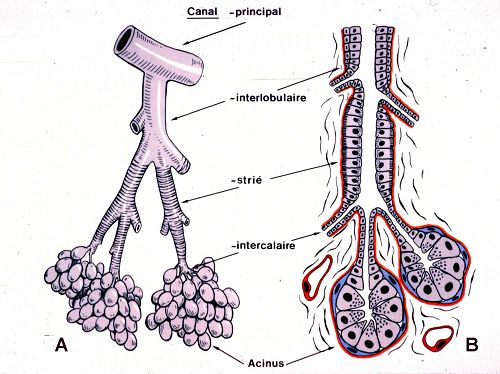 Canal -principal
-interlobulaire
-strié
-intercalaire
Acinus
A
B